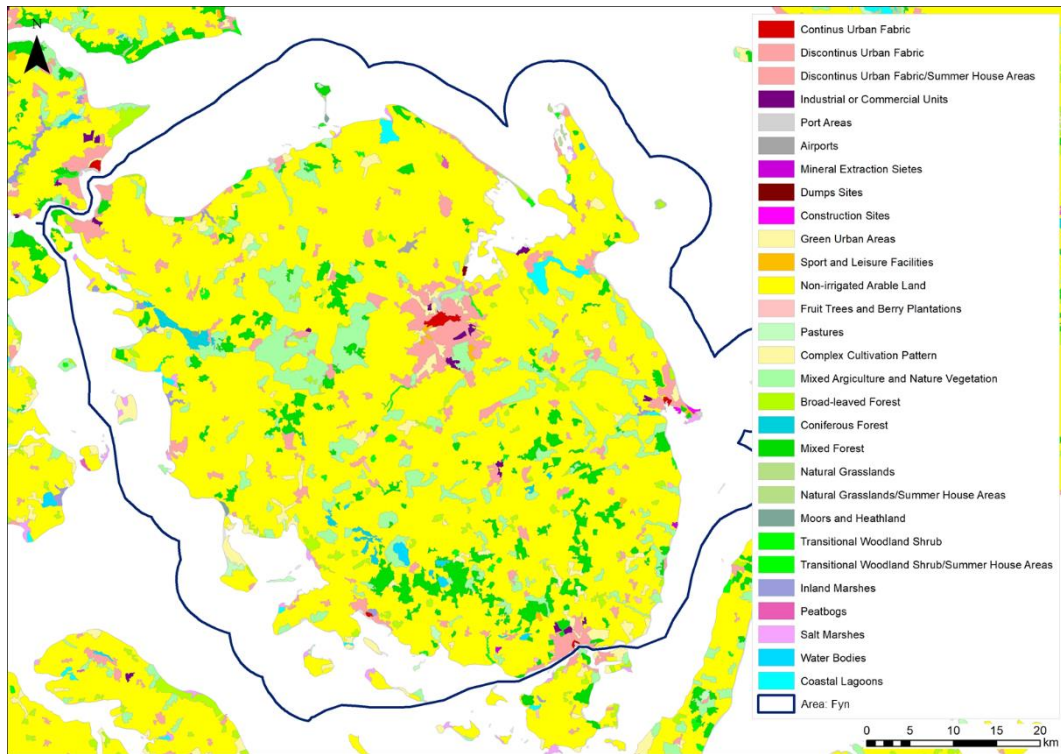 N
Continus Urban Fabric
Discontinus Urban Fabric
Discontinus Urban Fabric/Summer House Areas
Industrial or Commercial Units
Port Areas
Airports
Mineral Extraction Sietes
Dumps Sites
Construction Sites
Green Urban Areas
Sport and Leisure Facilities
Non-irrigated Arable Land
Fruit Trees and Berry Plantations
Pastures
Complex Cultivation Pattern
Mixed Argiculture and Nature Vegetation
Broad-leaved Forest
Coniferous Forest
Mixed Forest
Natural Grasslands
Natural Grasslands/Summer House Areas
Moors and Heathland
Transitional Woodland Shrub
Transitional Woodland Shrub/Summer House Areas
Inland Marshes
Peatbogs
Salt Marshes
Water Bodies
Coastal Lagoons
Area: Fyn
0 5 10 15 20
km